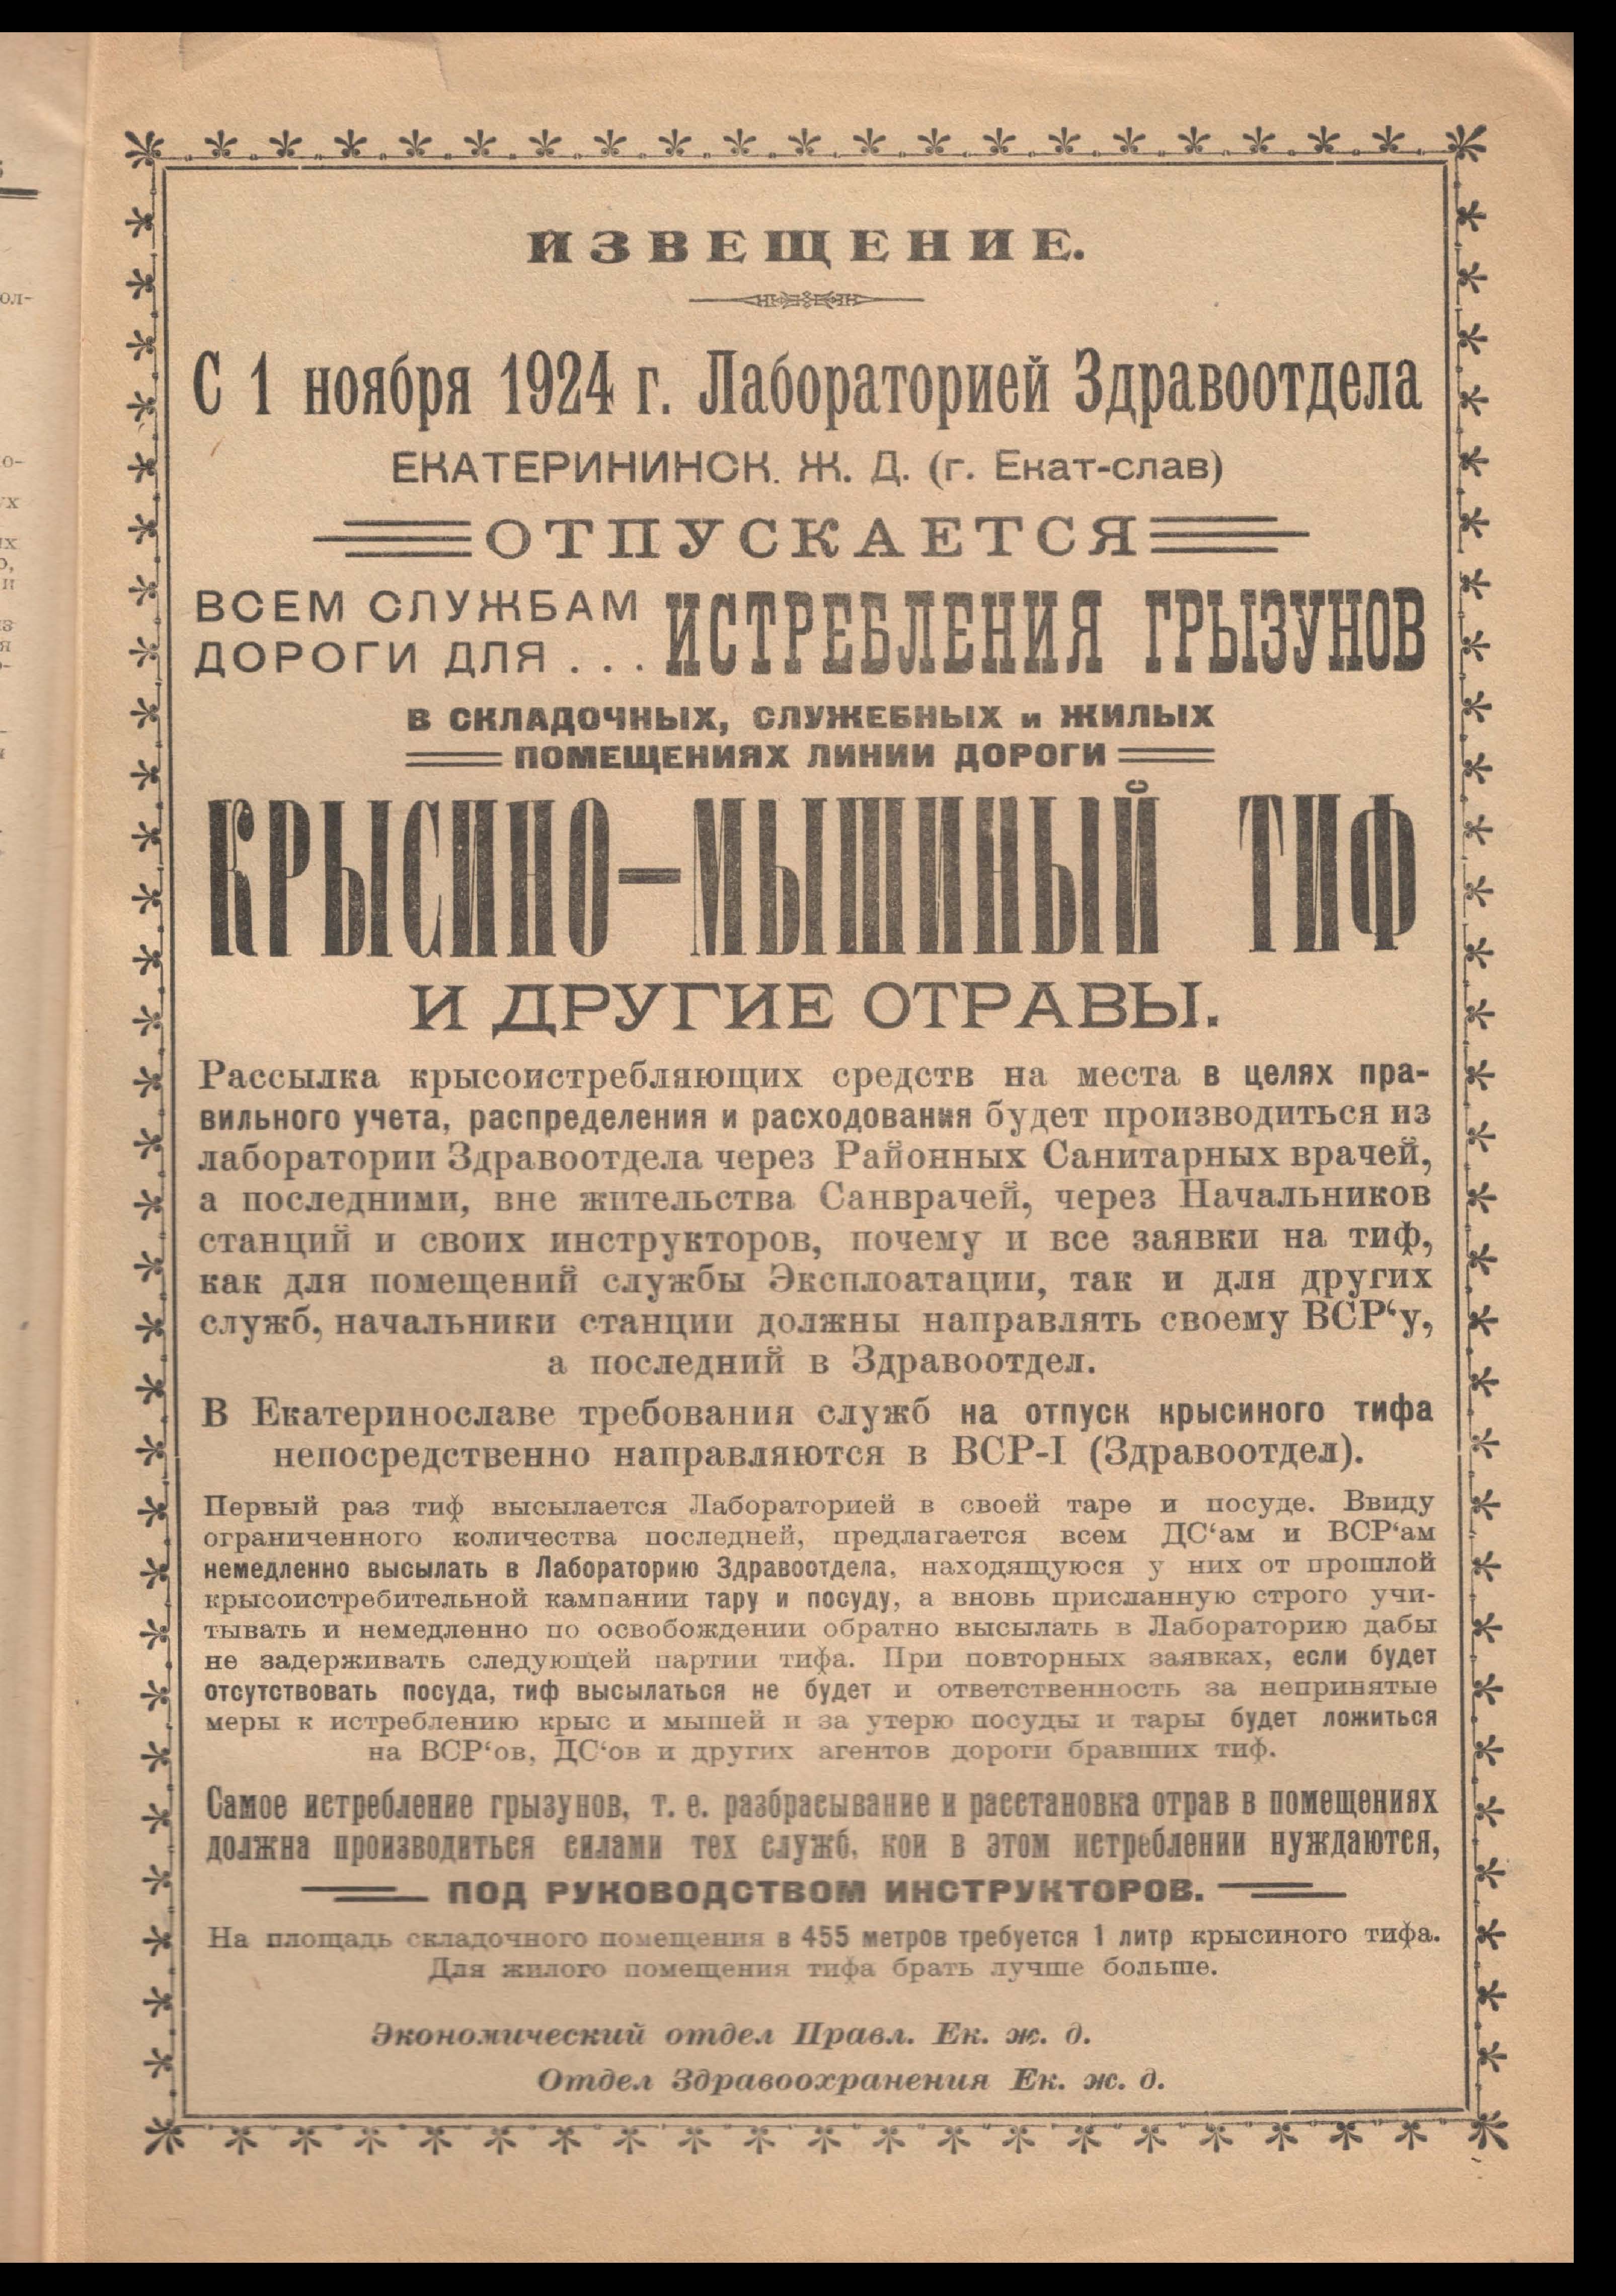 ИЗВЕЩЕНИЕ.
С 1 ноября 1924 г. Лабораторией Здравоотдела
ЕКАТЕРИНИНСК. Ж. Д. (г. Екат-слав)
ОТПУСКАЕТСЯ
ВСЕМ СЛУЖБАМ
ДОРОГИ ДЛЯ . . .
ИСТРЕБЛЕНИЯ ГРЫЗУНОВ
В СКЛАДОЧНЫХ, СЛУЖЕБНЫХ и ЖИЛЫХ
ПОМЕЩЕНИЯХ ЛИНИИ ДОРОГИ
КРЫСИНО—МЫШИНЫЙ ТИФ
И ДРУГИЕ ОТРАВЫ.
Рассылка крысоистребляющих средств на места в целях пра-
вильного учета, распределения и расходования будет производиться из
лаборатории Здравоотдела через Районных Санитарных врачей,
а последними, вне жительства Санврачей, через Начальников
станций и своих инструкторов, почему и все заявки на тиф,
как для помещений службы Эксплоатации, так и для других
служб, начальники станции должны направлять своему ВСР‘у,
а последний в Здравоотдел.
В Екатеринославе требования служб на отпуск крысиного тифа
непосредственно направляются в ВСР-I (Здравоотдел).
Первый раз тиф высылается Лабораторией в своей таре и посуде. Ввиду
ограниченного количества последней, предлагается всем ДС‘ам и ВСР‘ам
немедленно высылать в Лабораторию Здравоотдела, находящуюся у них от прошлой
крысоистребительной кампании тару и посуду, а вновь присланную строго учи-
тывать и немедленно по освобождении обратно высылать в Лабораторию дабы
не задерживать следующей партии тифа. При повторных заявках, если будет
отсутствовать посуда, тиф высылаться не будет и ответственность за непринятые
меры к истреблению крыс и мышей и за утерю посуды и тары будет ложиться
на ВСР‘ов, ДС‘ов и других агентов дороги бравших тиф.
Самое истребление грызунов, т. е. разбрасывание и расстановка отрав в помещениях
должна производиться силами тех служб, кои в этом истреблении нуждаются,
ПОД РУКОВОДСТВОМ ИНСТРУКТОРОВ.
На площадь складочного помещения в 455 метров требуется 1 литр крысиного тифа.
Для жилого помещения тифа брать лучше больше.
Экономический отдел Правл. Ек. ж. д.
Отдел Здравоохранения Ек. ж. д.